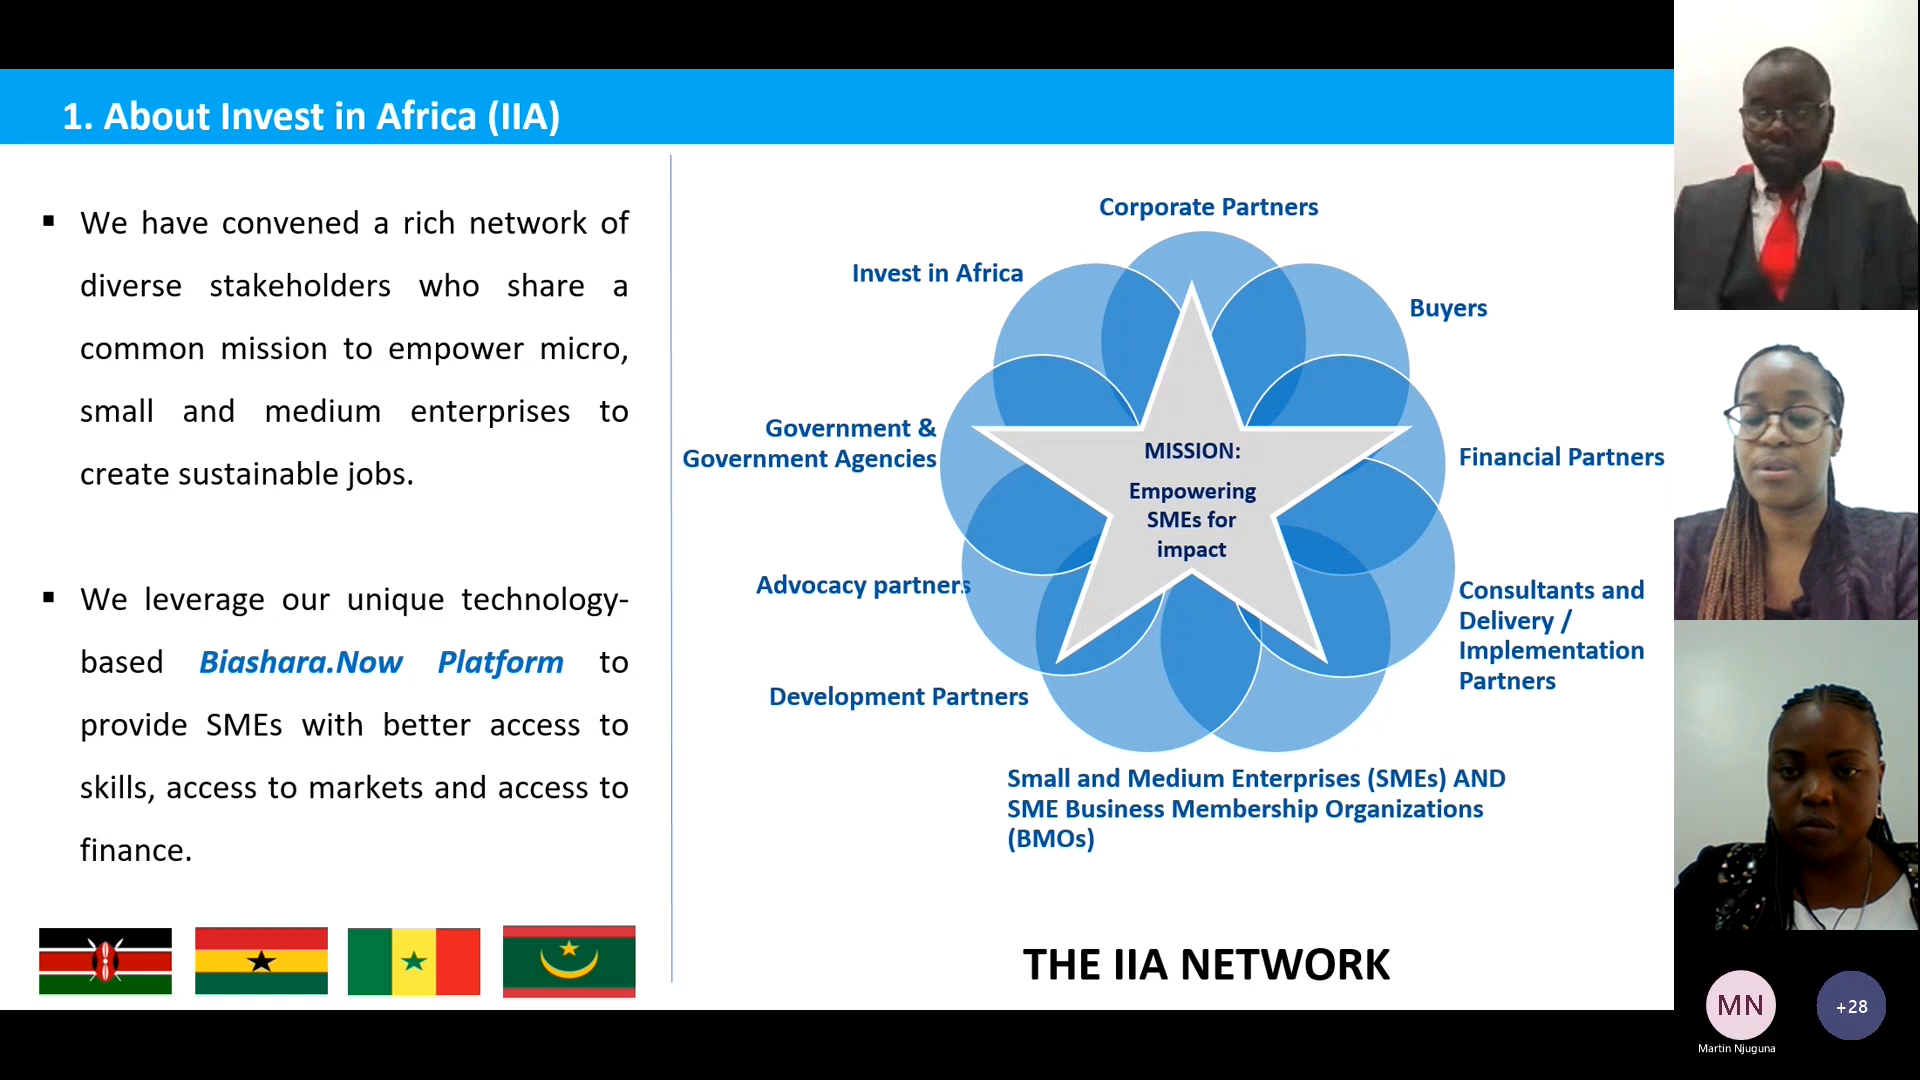 1. About Invest in Africa (IIA)
We have convened a rich network of
diverse stakeholders who share a
common mission to empower micro,
small and medium enterprises to
create sustainable jobs.
We leverage our unique technology-
based Biashara.Now Platform to
provide SMEs with better access to
skills, access to markets and access to
finance.
Corporate Partners
Invest in Africa
Buyers
Government &
Government Agencies
Financial Partners
MISSION:
Empowering
SMEs for
impact
Advocacy partners
Consultants and
Delivery /
Implementation
Partners
Development Partners
Small and Medium Enterprises (SMEs) AND
SME Business Membership Organizations
(BMOs)
THE IIA NETWORK
MN
+28
Martin Njuguna